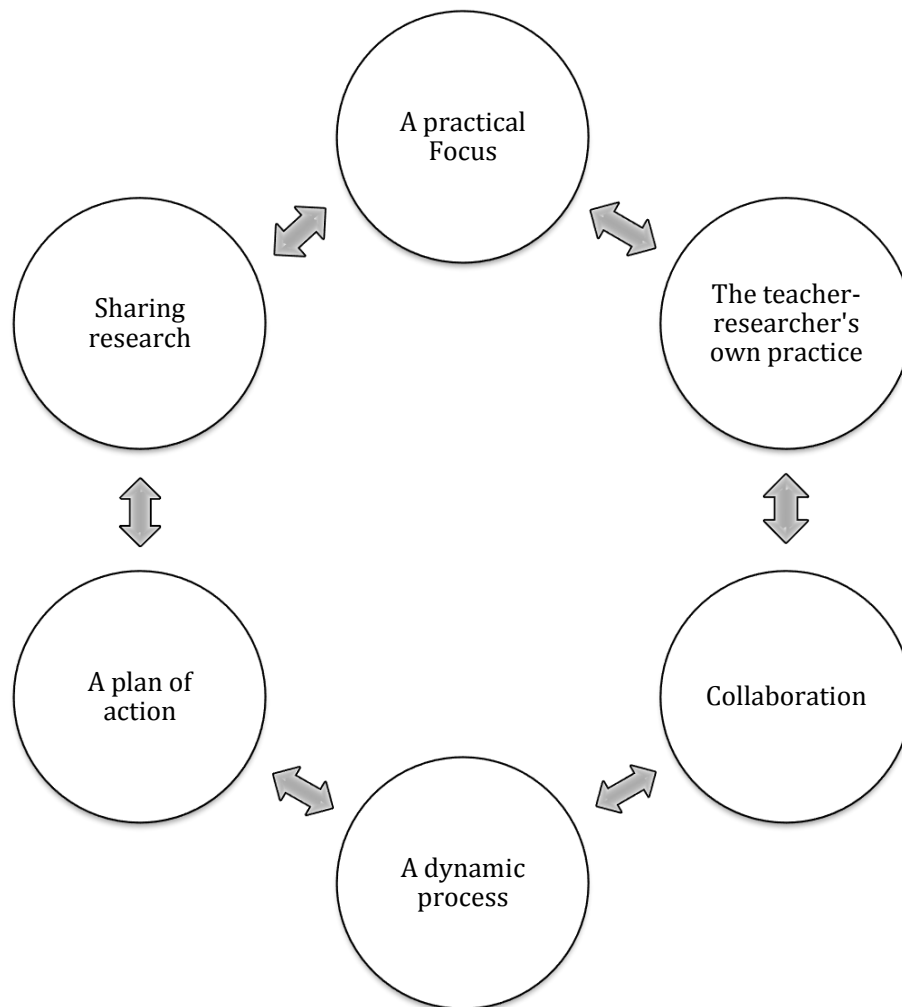 A practical
Focus
The teacher-
researcher's
own practice
Collaboration
A dynamic
process
A plan of
action
Sharing
research